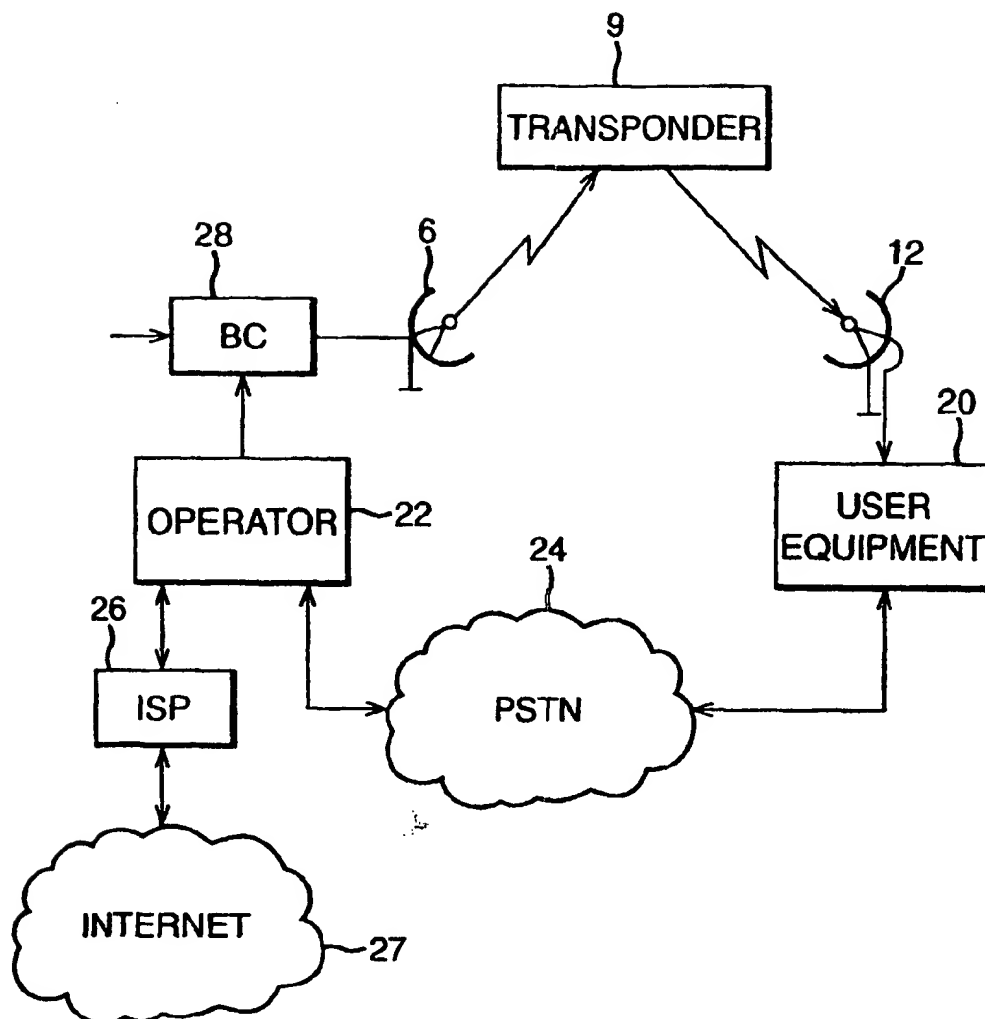 9
TRANSPONDER
28
6
12
BC
20
OPERATOR
22
USER
EQUIPMENT
24
26
ISP
PSTN
INTERNET
27